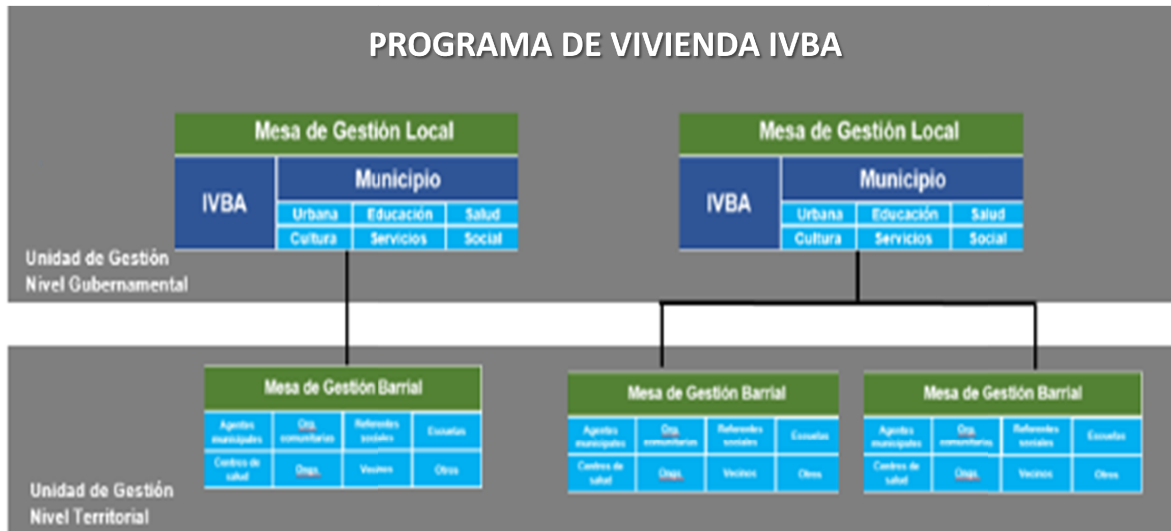 PROGRAMA DE VIVIENDA IVBA
Mesa de Gestión Local
IVBA
Municipio
Urbana Educación Salud
Cultura Servicios Social
Mesa de Gestión Local
IVBA
Municipio
Urbana Educación Salud
Cultura Servicios Social
Unidad de Gestión
Nivel Gubernamental
Mesa de Gestión Barrial
Agentes municipales
Org. comunitarias
Referentes sociales
Escuelas
Centros de salud
Ongs.
Vecinos
Otros
Mesa de Gestión Barrial
Agentes municipales
Org. comunitarias
Referentes sociales
Escuelas
Centros de salud
Ongs.
Vecinos
Otros
Mesa de Gestión Barrial
Agentes municipales
Org. comunitarias
Referentes sociales
Escuelas
Centros de salud
Ongs.
Vecinos
Otros
Unidad de Gestión
Nivel Territorial